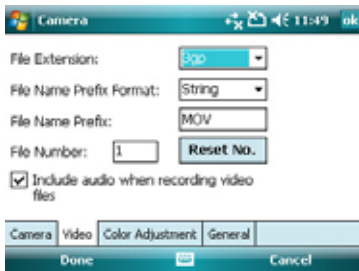 Camera 11:49 ok
File Extension: 3gp
File Name Prefix Format: String
File Name Prefix: MOV
File Number: 1 Reset No.
Include audio when recording video
files
Camera Video Color Adjustment General
Done Cancel